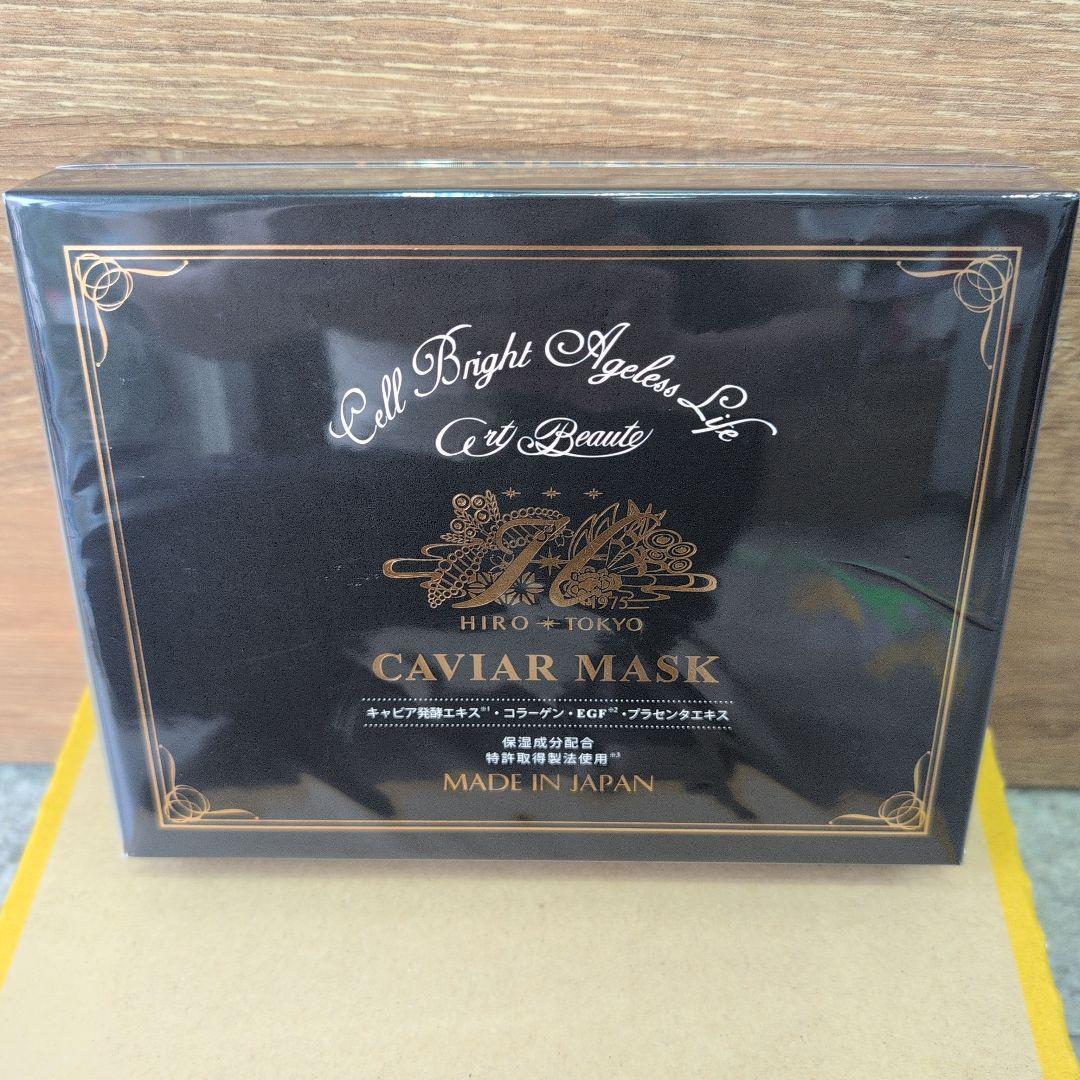 Cell Bright Ageless Life
Art Beaute
H
1975
HIRO TOKYO
CAVIAR MASK
キャビア発酵エキス※1・コラーゲン・EGF※2・プラセンタエキス
保湿成分配合
特許取得製法使用※3
MADE IN JAPAN